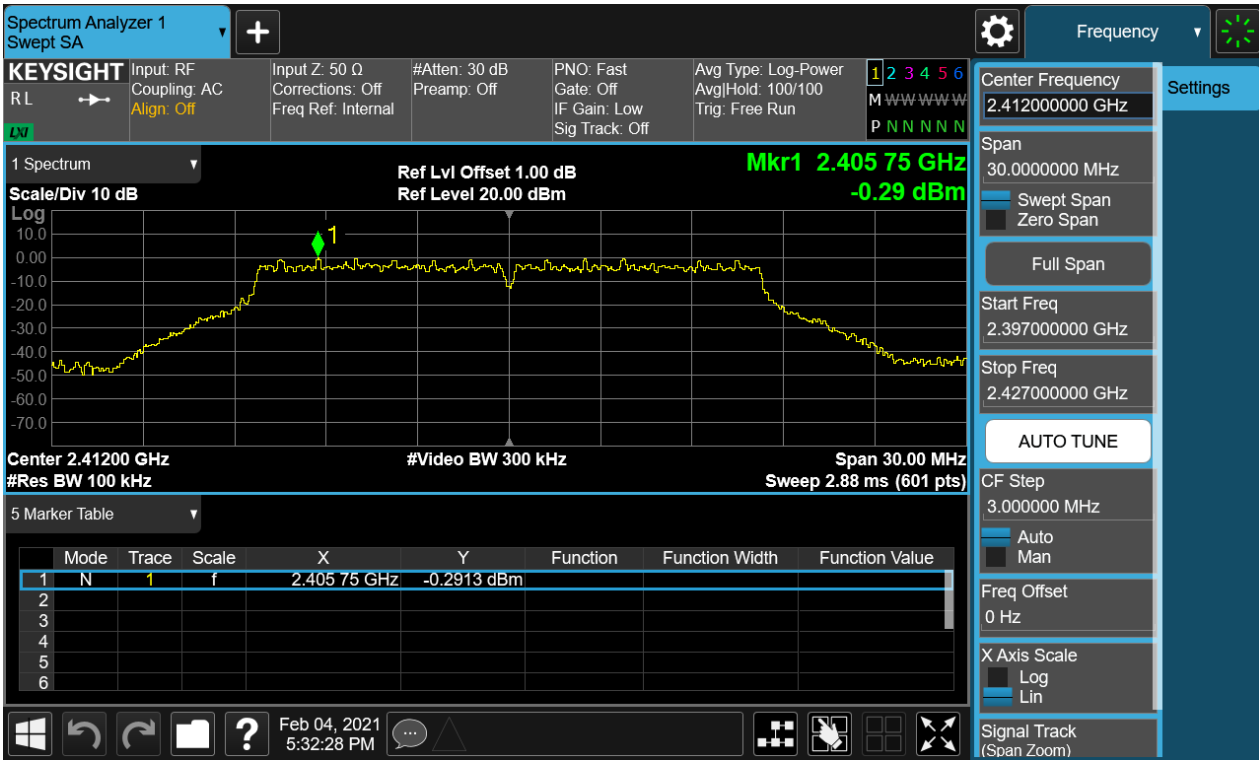 Spectrum Analyzer 1
Swept SA
+
Frequency
KEYSIGHT
R L
LXI
Input: RF
Coupling: AC
Align: Off
Input Z: 50 Ω
Corrections: Off
Freq Ref: Internal
#Atten: 30 dB
Preamp: Off
PNO: Fast
Gate: Off
IF Gain: Low
Sig Track: Off
Avg Type: Log-Power
Avg|Hold: 100/100
Trig: Free Run
1 2 3 4 5 6
M W W W W W
P N N N N N
1 Spectrum
Scale/Div 10 dB
Ref Lvl Offset 1.00 dB
Ref Level 20.00 dBm
Mkr1 2.405 75 GHz
-0.29 dBm
Log
1
10.0
0.00
-10.0
-20.0
-30.0
-40.0
-50.0
-60.0
-70.0
Center 2.41200 GHz
#Video BW 300 kHz
Span 30.00 MHz
#Res BW 100 kHz
Sweep 2.88 ms (601 pts)
5 Marker Table
Mode Trace Scale X Y Function Function Width Function Value
1 N 1 f 2.405 75 GHz -0.2913 dBm
2
3
4
5
6
?
Feb 04, 2021
5:32:28 PM
Center Frequency
2.412000000 GHz
Settings
Span
30.0000000 MHz
Swept Span
Zero Span
Full Span
Start Freq
2.397000000 GHz
Stop Freq
2.427000000 GHz
AUTO TUNE
CF Step
3.000000 MHz
Auto
Man
Freq Offset
0 Hz
X Axis Scale
Log
Lin
Signal Track
(Span Zoom)